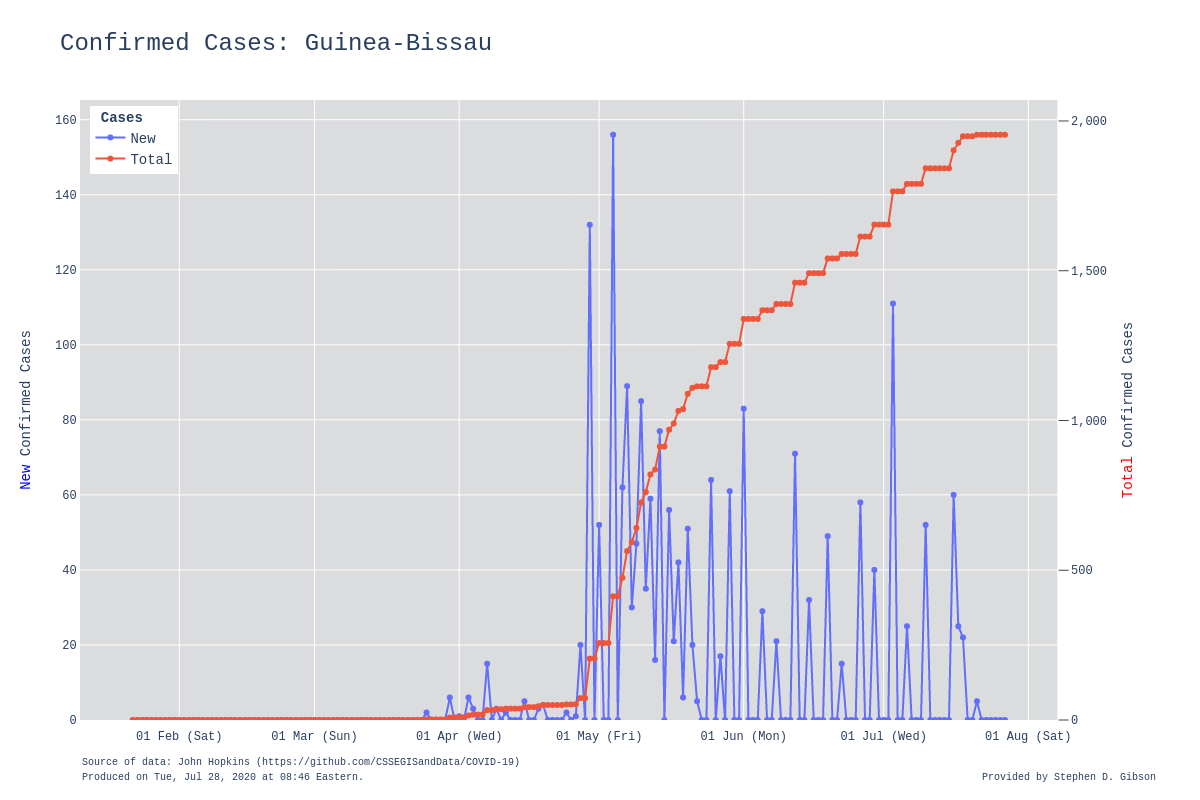 Confirmed Cases: Guinea-Bissau
Cases
New
Total
160
140
120
100
80
60
40
20
0
2,000
1,500
1,000
500
0
New Confirmed Cases
Total Confirmed Cases
01 Feb (Sat) 01 Mar (Sun) 01 Apr (Wed) 01 May (Fri) 01 Jun (Mon) 01 Jul (Wed) 01 Aug (Sat)
Source of data: John Hopkins (https://github.com/CSSEGISandData/COVID-19)
Produced on Tue, Jul 28, 2020 at 08:46 Eastern.
Provided by Stephen D. Gibson